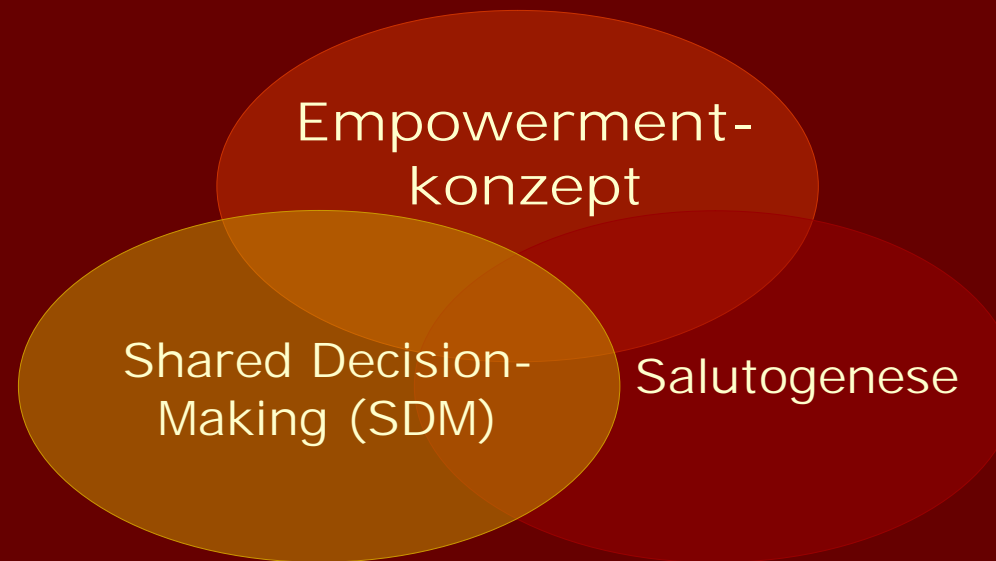 Empowerment-
konzept
Shared Decision-
Making (SDM)
Salutogenese